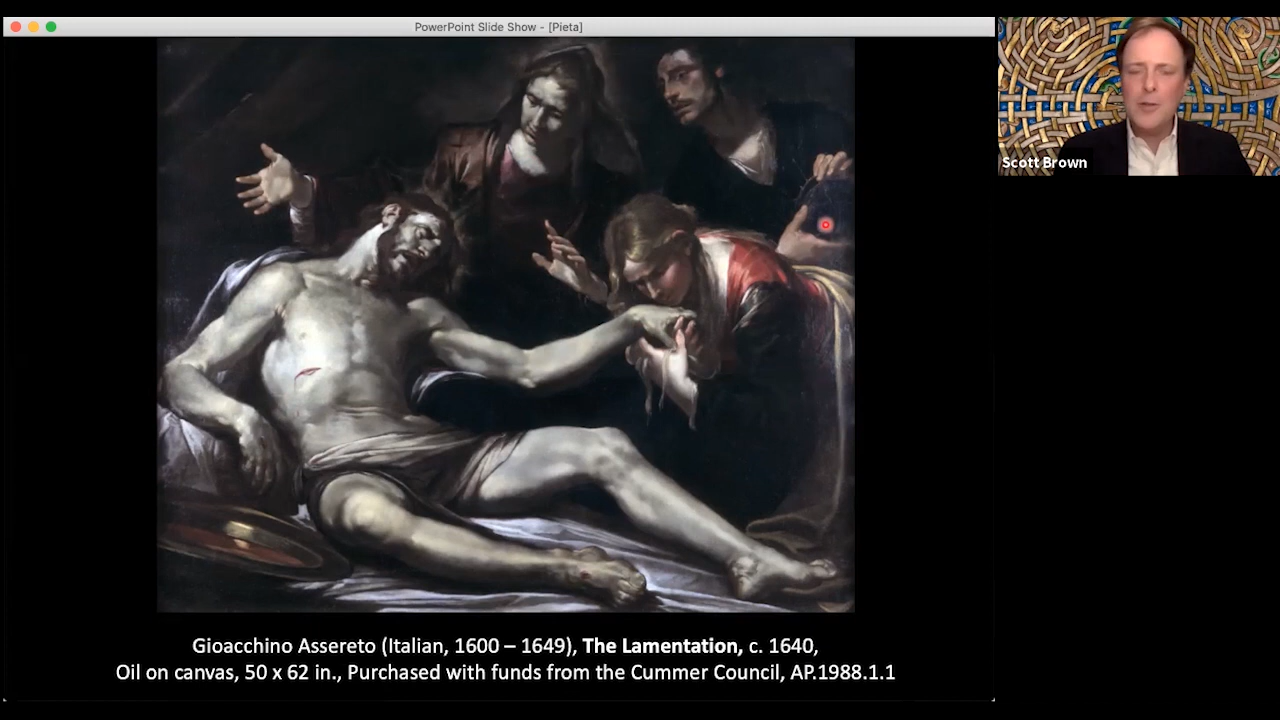 PowerPoint Slide Show - [Pieta]
Scott Brown
Gioacchino Assereto (Italian, 1600 – 1649), The Lamentation, c. 1640,
Oil on canvas, 50 x 62 in., Purchased with funds from the Cummer Council, AP.1988.1.1